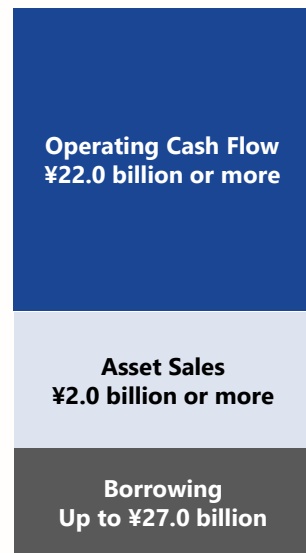 Operating Cash Flow
¥22.0 billion or more
Asset Sales
¥2.0 billion or more
Borrowing
Up to ¥27.0 billion